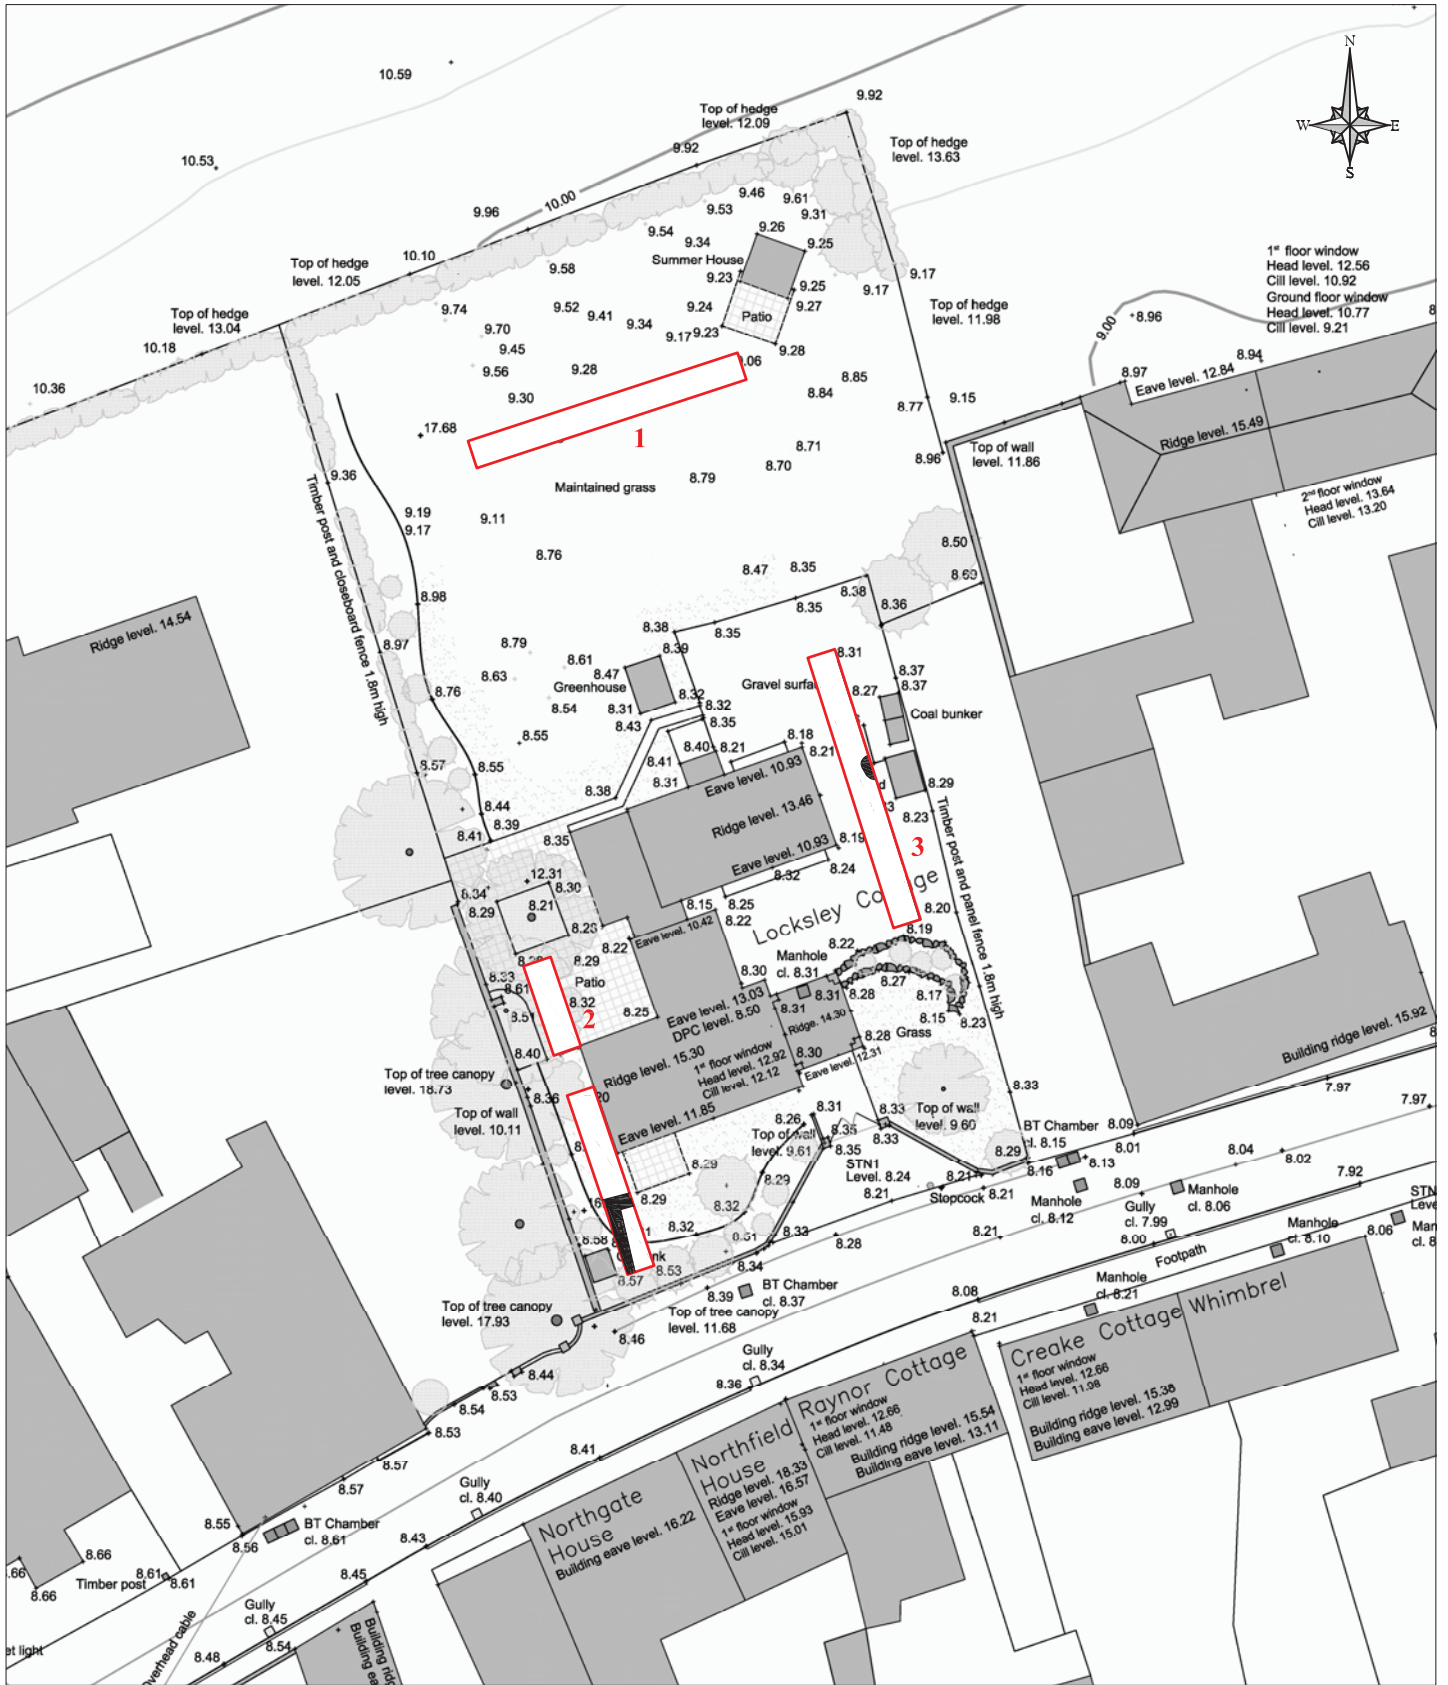 N
W E
S
10.59
9.92
Top of hedge
level. 12.09
Top of hedge
level. 13.63
10.53
9.92
9.46
9.61
9.53
9.31
10.00
9.96
9.54
9.34
9.26
9.25
Summer House
10.10
Top of hedge
level. 12.05
9.58
9.23
9.25
9.17
9.17
1st floor window
Head level. 12.56
Cill level. 10.92
Ground floor window
Head level. 10.77
Cill level. 9.21
Top of hedge
level. 11.98
9.74
9.52
9.41
9.34
9.24
9.27
Patio
9.17
9.23
9.28
Top of hedge
level. 13.04
10.18
9.70
9.45
9.56
9.28
9.00
8.96
8.94
8.97
Eave level. 12.84
10.36
9.30
8.85
8.84
8.77
9.15
17.68
1
8.71
8.70
8.96
Top of wall
level. 11.86
Ridge level. 15.49
9.36
Maintained grass
8.79
2nd floor window
Head level. 13.64
Cill level. 13.20
9.19
9.17
9.11
8.76
8.50
Timber post and closeboard fence 1.8m high
8.47
8.35
8.38
8.69
8.98
8.35
8.36
Ridge level. 14.54
8.97
8.79
8.38
8.35
8.39
8.61
8.47
8.63
Greenhouse
8.31
8.37
8.37
Gravel surfa
8.27
8.76
8.54
8.31
8.43
8.32
8.32
8.35
Coal bunker
8.55
8.40
8.21
8.18
8.21
8.57
8.55
8.41
8.31
Eave level. 10.93
8.29
8.38
8.44
8.39
Ridge level. 13.46
8.23
8.41
8.35
Eave level. 10.93
8.19
3
Timber post and panel fence 1.8m high
8.24
8.32
12.31
8.30
8.34
8.21
8.29
8.15
8.25
8.22
Locksley Co ge
8.20
8.19
8.23
8.22
Eave level. 10.42
8.22
Manhole
cl. 8.31
8.29
8.33
8.61
Patio
8.32
8.30
8.27
8.51
8.25
Eave level. 13.03
DPC level. 8.50
8.31
8.28
8.17
8.15
8.23
2
8.31
Ridge. 14.30
8.28
Grass
8.40
Ridge level. 15.30
1st floor window
Head level. 12.92
Cill level. 12.12
8.30
Eave level. 12.31
Building ridge level. 15.92
Top of tree canopy
level. 18.73
8.36
Eave level. 11.85
8.33
7.97
7.97
Top of wall
level. 10.11
8.26
8.31
8.33
Top of wall
level. 9.60
BT Chamber
cl. 8.15
8.09
Top of wall
level. 9.61
8.35
8.35
8.33
8.29
8.16
8.13
8.01
8.04
8.02
8.29
STN1
Level. 8.24
8.29
8.21
8.21
Stopcock
8.21
8.09
7.92
8.29
8.32
Manhole
cl. 8.12
Gully
cl. 7.99
Manhole
cl. 8.06
8.32
8.51
8.33
8.28
8.21
8.00
Manhole
cl. 8.10
8.06
8.58
8.53
8.57
8.34
Footpath
8.39
BT Chamber
cl. 8.37
8.08
Manhole
cl. 8.21
Top of tree canopy
level. 17.93
Top of tree canopy
level. 11.68
8.46
8.21
Creake Cottage
Whimbrel
Gully
cl. 8.34
1st floor window
Head level. 12.66
Cill level. 11.98
8.44
8.36
Raynor Cottage
8.53
8.54
1st floor window
Head level. 12.66
Cill level. 11.48
Building ridge level. 15.38
Building eave level. 12.99
8.53
8.41
Building ridge level. 15.54
Building eave level. 13.11
8.57
Northfield
House
Ridge level. 18.33
Eave level. 16.57
1st floor window
Head level. 15.93
Cill level. 15.01
8.57
Gully
cl. 8.40
Northgate
House
Building eave level. 16.22
8.55
BT Chamber
cl. 8.61
8.43
8.56
8.66
8.66
Timber post
8.61
8.61
8.45
Gully
cl. 8.45
8.54
8.48